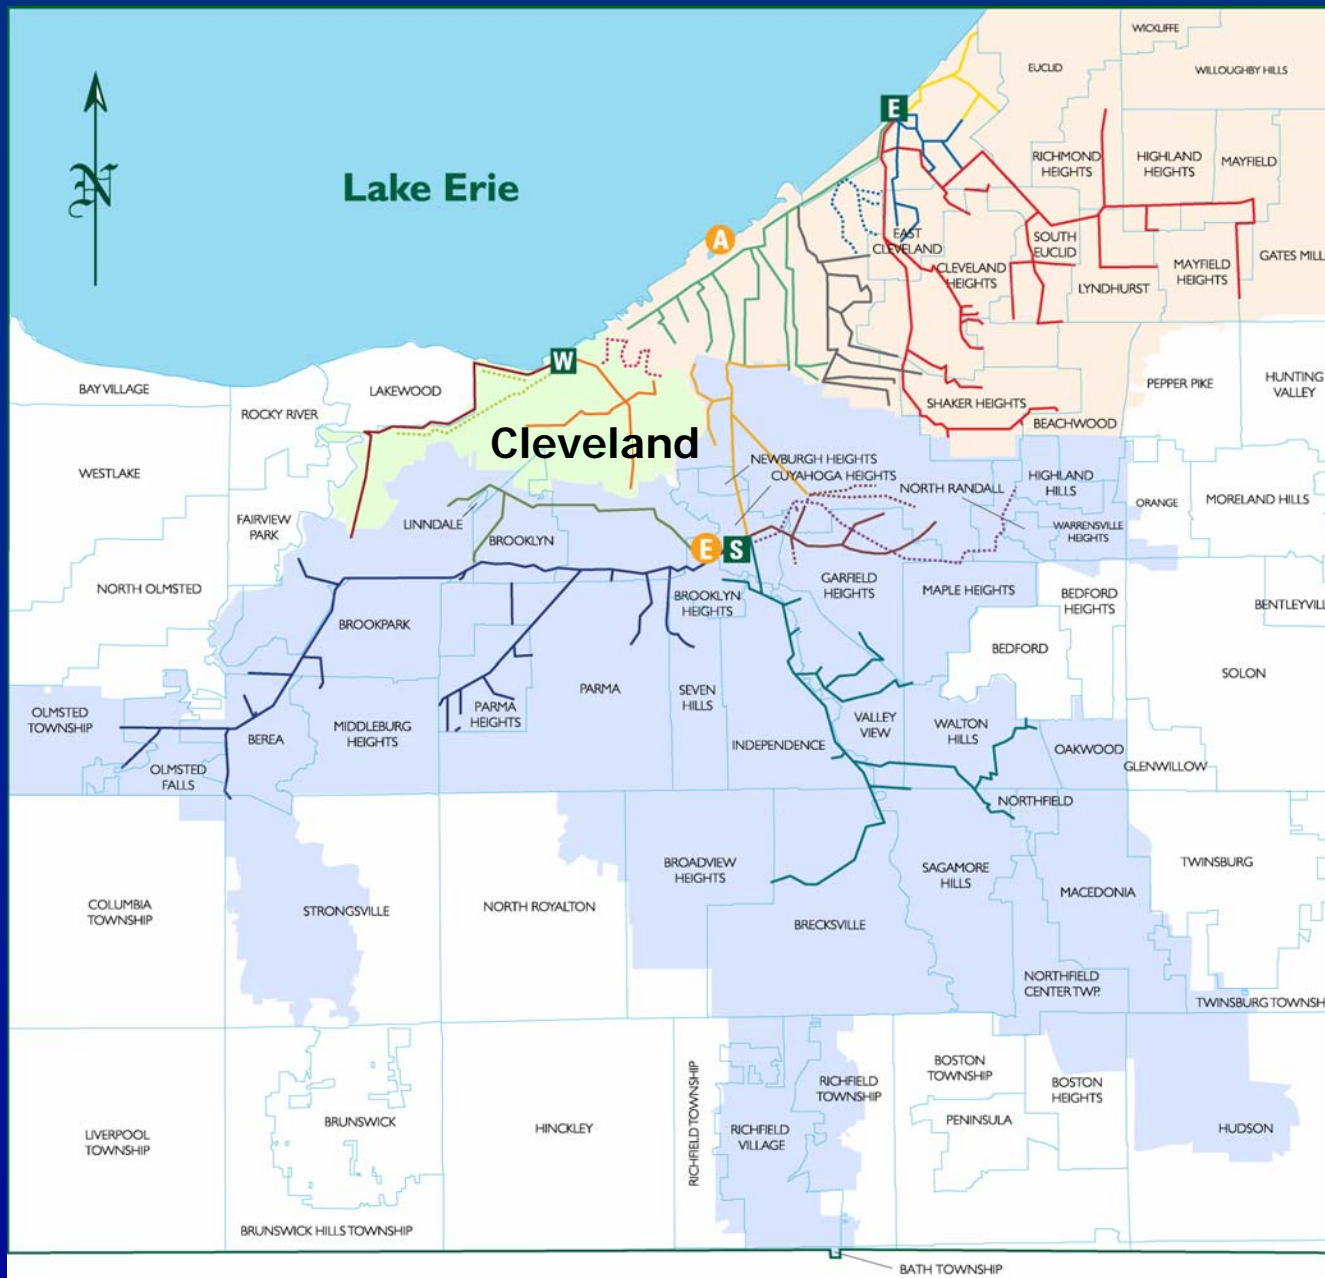 WICKLIFFE
EUCLID
WILLOUGHBY HILLS
E
N
Lake Erie
RICHMOND
HEIGHTS
HIGHLAND
HEIGHTS
MAYFIELD
A
EAST
CLEVELAND
SOUTH
EUCLID
CLEVELAND
HEIGHTS
MAYFIELD
HEIGHTS
GATES MILL
LYNDHURST
W
BAY VILLAGE
LAKEWOOD
ROCKY RIVER
PEPPER PIKE
HUNTING
VALLEY
SHAKER HEIGHTS
BEACHWOOD
Cleveland
WESTLAKE
NEWBURGH HEIGHTS
CUYAHOGA HEIGHTS
NORTH RANDALL
HIGHLAND
HILLS
ORANGE
MORELAND HILLS
FAIRVIEW
PARK
LINNDALE
BROOKLYN
WARRENSVILLE
HEIGHTS
E
S
NORTH OLMSTED
GARFIELD
HEIGHTS
MAPLE HEIGHTS
BEDFORD
HEIGHTS
BENTLEYVILL
BROOKLYN
HEIGHTS
BROOKPARK
BEDFORD
SOLON
OLMSTED
TOWNSHIP
PARMA
SEVEN
HILLS
PARMA
HEIGHTS
MIDDLEBURG
HEIGHTS
BEREA
VALLEY
VIEW
WALTON
HILLS
INDEPENDENCE
OAKWOOD
GLENWILLOW
OLMSTED
FALLS
NORTHFIELD
BROADVIEW
HEIGHTS
SAGAMORE
HILLS
TWINSBURG
MACEDONIA
COLUMBIA
TOWNSHIP
STRONGSVILLE
NORTH ROYALTON
BRECKSVILLE
NORTHFIELD
CENTER TWP.
TWINSBURG TOWNSH
BOSTON
TOWNSHIP
BOSTON
HEIGHTS
RICHFIELD
TOWNSHIP
RICHFIELD TOWNSHIP
LIVERPOOL
TOWNSHIP
BRUNSWICK
HINCKLEY
RICHFIELD
VILLAGE
PENINSULA
HUDSON
BRUNSWICK HILLS TOWNSHIP
BATH TOWNSHIP